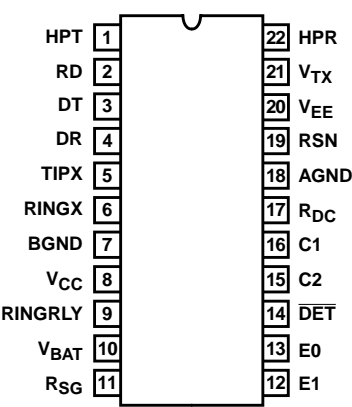 HPT 1 22 HPR
RD 2 21 VTX
DT 3 20 VEE
DR 4 19 RSN
TIPX 5 18 AGND
RINGX 6 17 RDC
BGND 7 16 C1
VCC 8 15 C2
RINGRLY 9 14 D̅E̅T̅
VBAT 10 13 E0
RSG 11 12 E1